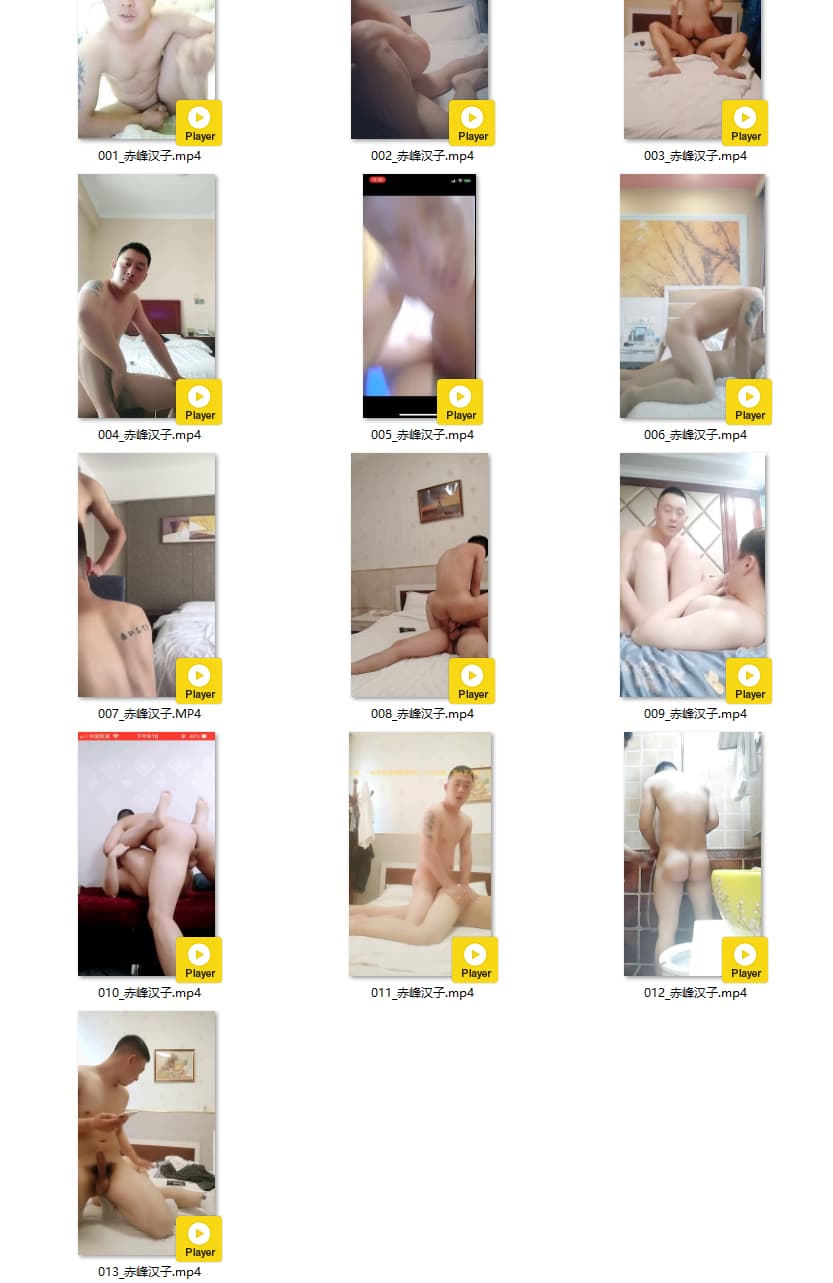 Player
Player
Player
001_赤峰汉子.mp4
002_赤峰汉子.mp4
003_赤峰汉子.mp4
Player
Player
Player
004_赤峰汉子.mp4
005_赤峰汉子.mp4
006_赤峰汉子.mp4
Player
Player
Player
007_赤峰汉子.MP4
008_赤峰汉子.mp4
009_赤峰汉子.mp4
Player
Player
Player
010_赤峰汉子.mp4
011_赤峰汉子.mp4
012_赤峰汉子.mp4
Player
013_赤峰汉子.mp4